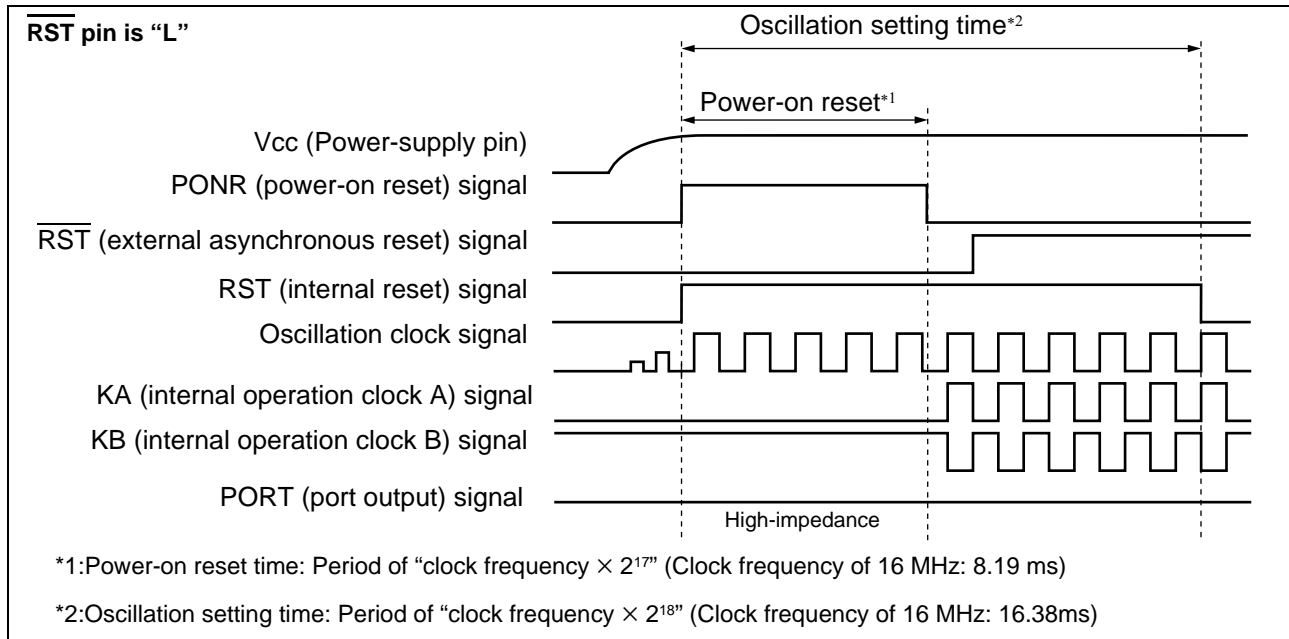 RST pin is “L”
Oscillation setting time*2
Power-on reset*1
Vcc (Power-supply pin)
PONR (power-on reset) signal
RST (external asynchronous reset) signal
RST (internal reset) signal
Oscillation clock signal
KA (internal operation clock A) signal
KB (internal operation clock B) signal
PORT (port output) signal
High-impedance
*1:Power-on reset time: Period of “clock frequency × 2¹⁷” (Clock frequency of 16 MHz: 8.19 ms)
*2:Oscillation setting time: Period of “clock frequency × 2¹⁸” (Clock frequency of 16 MHz: 16.38ms)